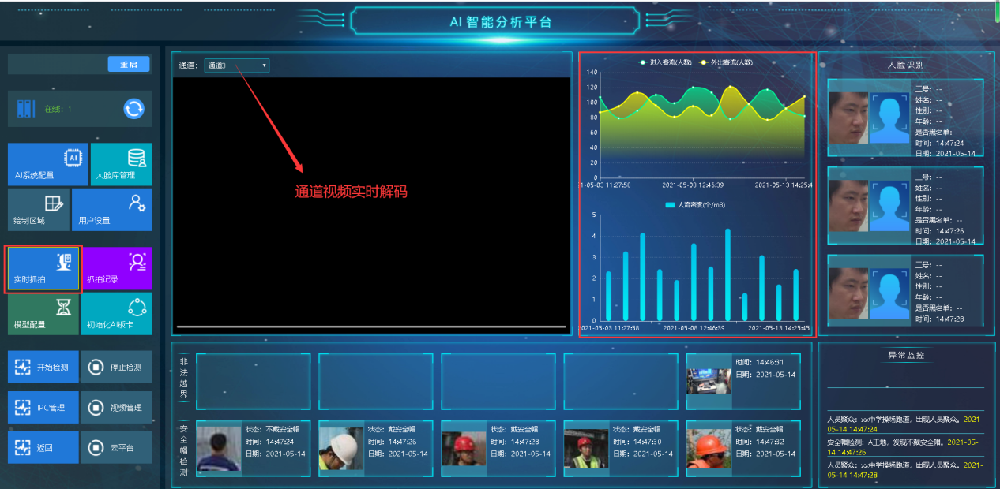 AI 智能分析平台
重启
在线: 1
AI系统配置
人脸库管理
绘制区域
用户设置
实时抓拍
抓拍记录
模型配置
初始化AI板卡
开始检测
停止检测
IPC管理
视频管理
返回
云平台
通道:
通道3
通道视频实时解码
进入客流(人数)
外出客流(人数)
140
120
100
80
60
40
20
0
1-05-03 11:27:58
2021-05-08 12:46:39
2021-05-13 14:25:4
人流密度(个/m3)
5
4
3
2
1
0
2021-05-03 11:27:58
2021-05-08 12:46:39
2021-05-13 14:25:45
人脸识别
工号: --
姓名: --
性别: --
年龄: --
是否黑名单: --
时间: 14:47:24
日期: 2021-05-14
工号: --
姓名: --
性别: --
年龄: --
是否黑名单: --
时间: 14:47:26
日期: 2021-05-14
工号: --
姓名: --
性别: --
年龄: --
是否黑名单: --
时间: 14:47:28
非法越界
时间: 14:46:31
日期: 2021-05-14
安全帽检测
状态: 不戴安全帽
时间: 14:47:24
日期: 2021-05-14
状态: 戴安全帽
时间: 14:47:26
日期: 2021-05-14
状态: 戴安全帽
时间: 14:47:28
日期: 2021-05-14
状态: 戴安全帽
时间: 14:47:30
日期: 2021-05-14
状态: 戴安全帽
时间: 14:47:32
日期: 2021-05-14
异常监控
人员聚众: xx中学操场跑道, 出现人员聚众。2021-
05-14 14:47:24
安全帽检测: A工地, 发现不戴安全帽。2021-05-
14 14:47:26
人员聚众: xx中学操场跑道, 出现人员聚众。2021-
05-14 14:47:28